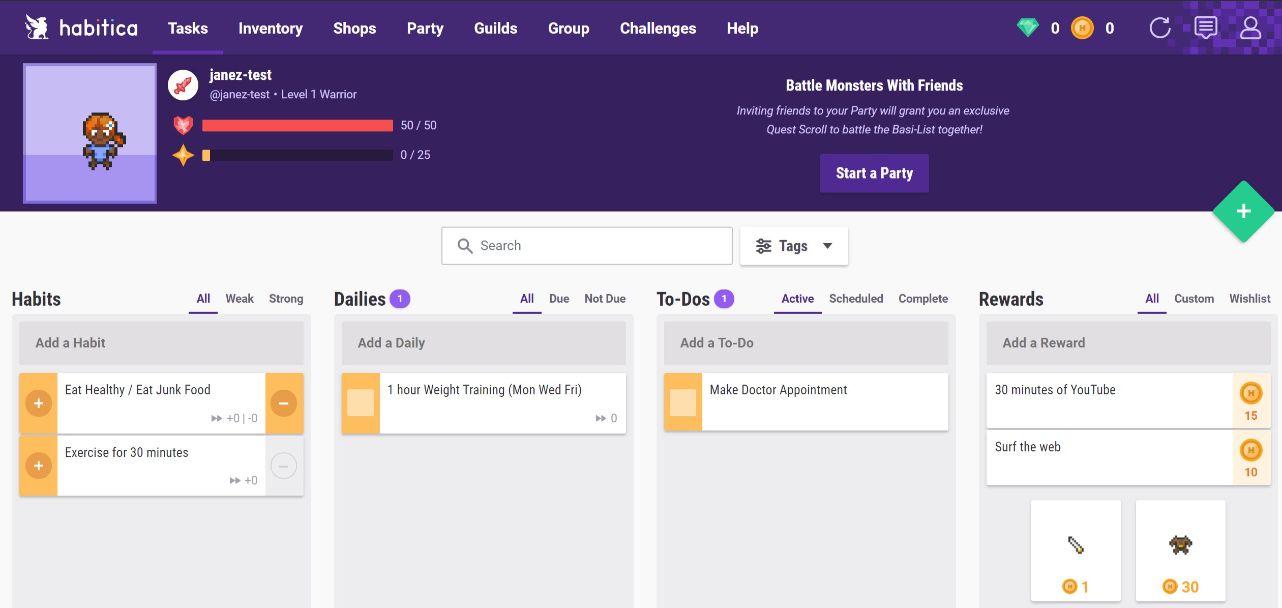 habitica Tasks Inventory Shops Party Guilds Group Challenges Help 0 H 0
janez-test
@janez-test • Level 1 Warrior
50 / 50
0 / 25
Battle Monsters With Friends
Inviting friends to your Party will grant you an exclusive
Quest Scroll to battle the Basi-List together!
Start a Party
Search Tags
Habits All Weak Strong
Add a Habit
Eat Healthy / Eat Junk Food
+0 | -0
Exercise for 30 minutes
+0
Dailies 1 All Due Not Due
Add a Daily
1 hour Weight Training (Mon Wed Fri)
0
To-Dos 1 Active Scheduled Complete
Add a To-Do
Make Doctor Appointment
Rewards All Custom Wishlist
Add a Reward
30 minutes of YouTube
H
15
Surf the web
H
10
H 1
H 30